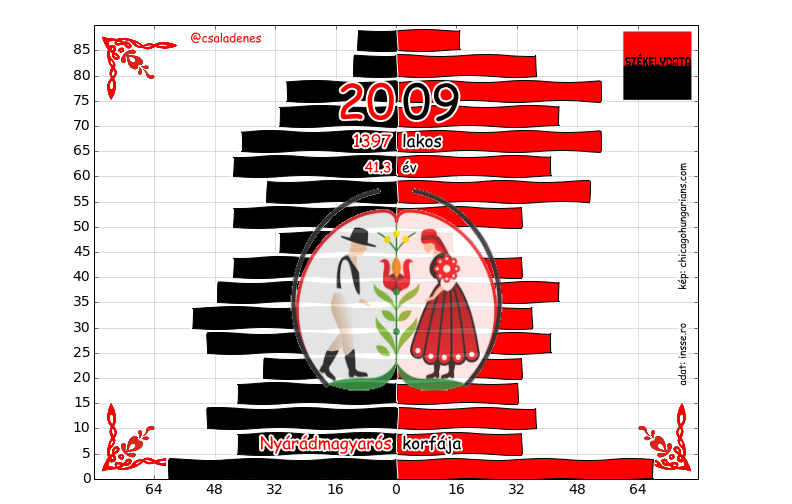 @csaladenes
SZÉKELYDATA
2009
1397 lakos
41,3 év
kép: chicagohungarians.com
adat: insse.ro
Nyárádmagyarós korfája
85
80
75
70
65
60
55
50
45
40
35
30
25
20
15
10
5
0
64 48 32 16 0 16 32 48 64